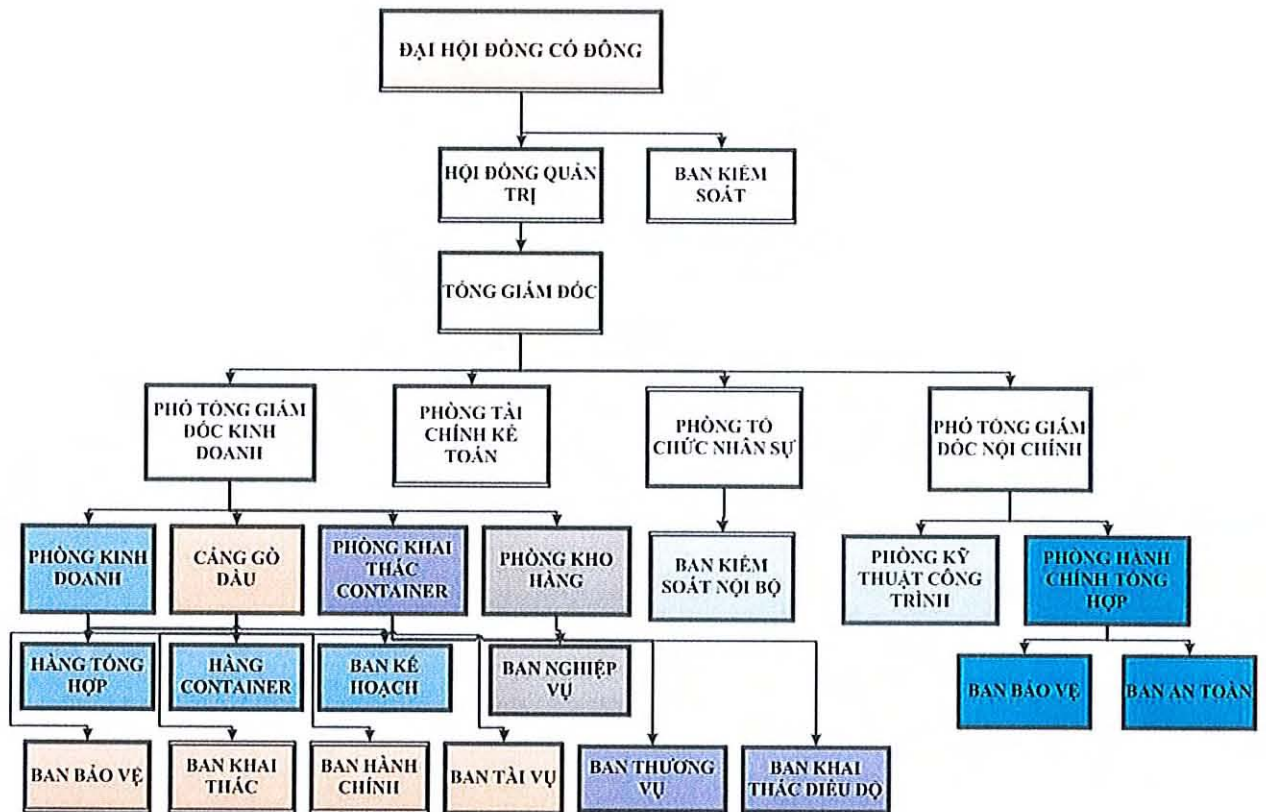 ĐẠI HỘI ĐỒNG CỔ ĐÔNG
HỘI ĐỒNG QUẢN
TRỊ
BAN KIỂM
SOÁT
TỔNG GIÁM ĐỐC
PHÓ TỔNG GIÁM
ĐỐC KINH
DOANH
PHÒNG TÀI
CHÍNH KẾ
TOÁN
PHÒNG TỔ
CHỨC NHÂN SỰ
PHÓ TỔNG GIÁM
ĐỐC NỘI CHÍNH
PHÒNG KINH
DOANH
CẢNG GÒ
DẦU
PHÒNG KHAI
THÁC
CONTAINER
PHÒNG KHO
HÀNG
BAN KIỂM
SOÁT NỘI BỘ
PHÒNG KỸ
THUẬT CÔNG
TRÌNH
PHÒNG HÀNH
CHÍNH TỔNG
HỢP
HÀNG TỔNG
HỢP
HÀNG
CONTAINER
BAN KẾ
HOẠCH
BAN NGHIỆP
VỤ
BAN BẢO VỆ
BAN AN TOÀN
BAN BẢO VỆ
BAN KHAI
THÁC
BAN HÀNH
CHÍNH
BAN TÀI VỤ
BAN THƯƠNG
VỤ
BAN KHAI
THÁC ĐIỀU ĐỘ